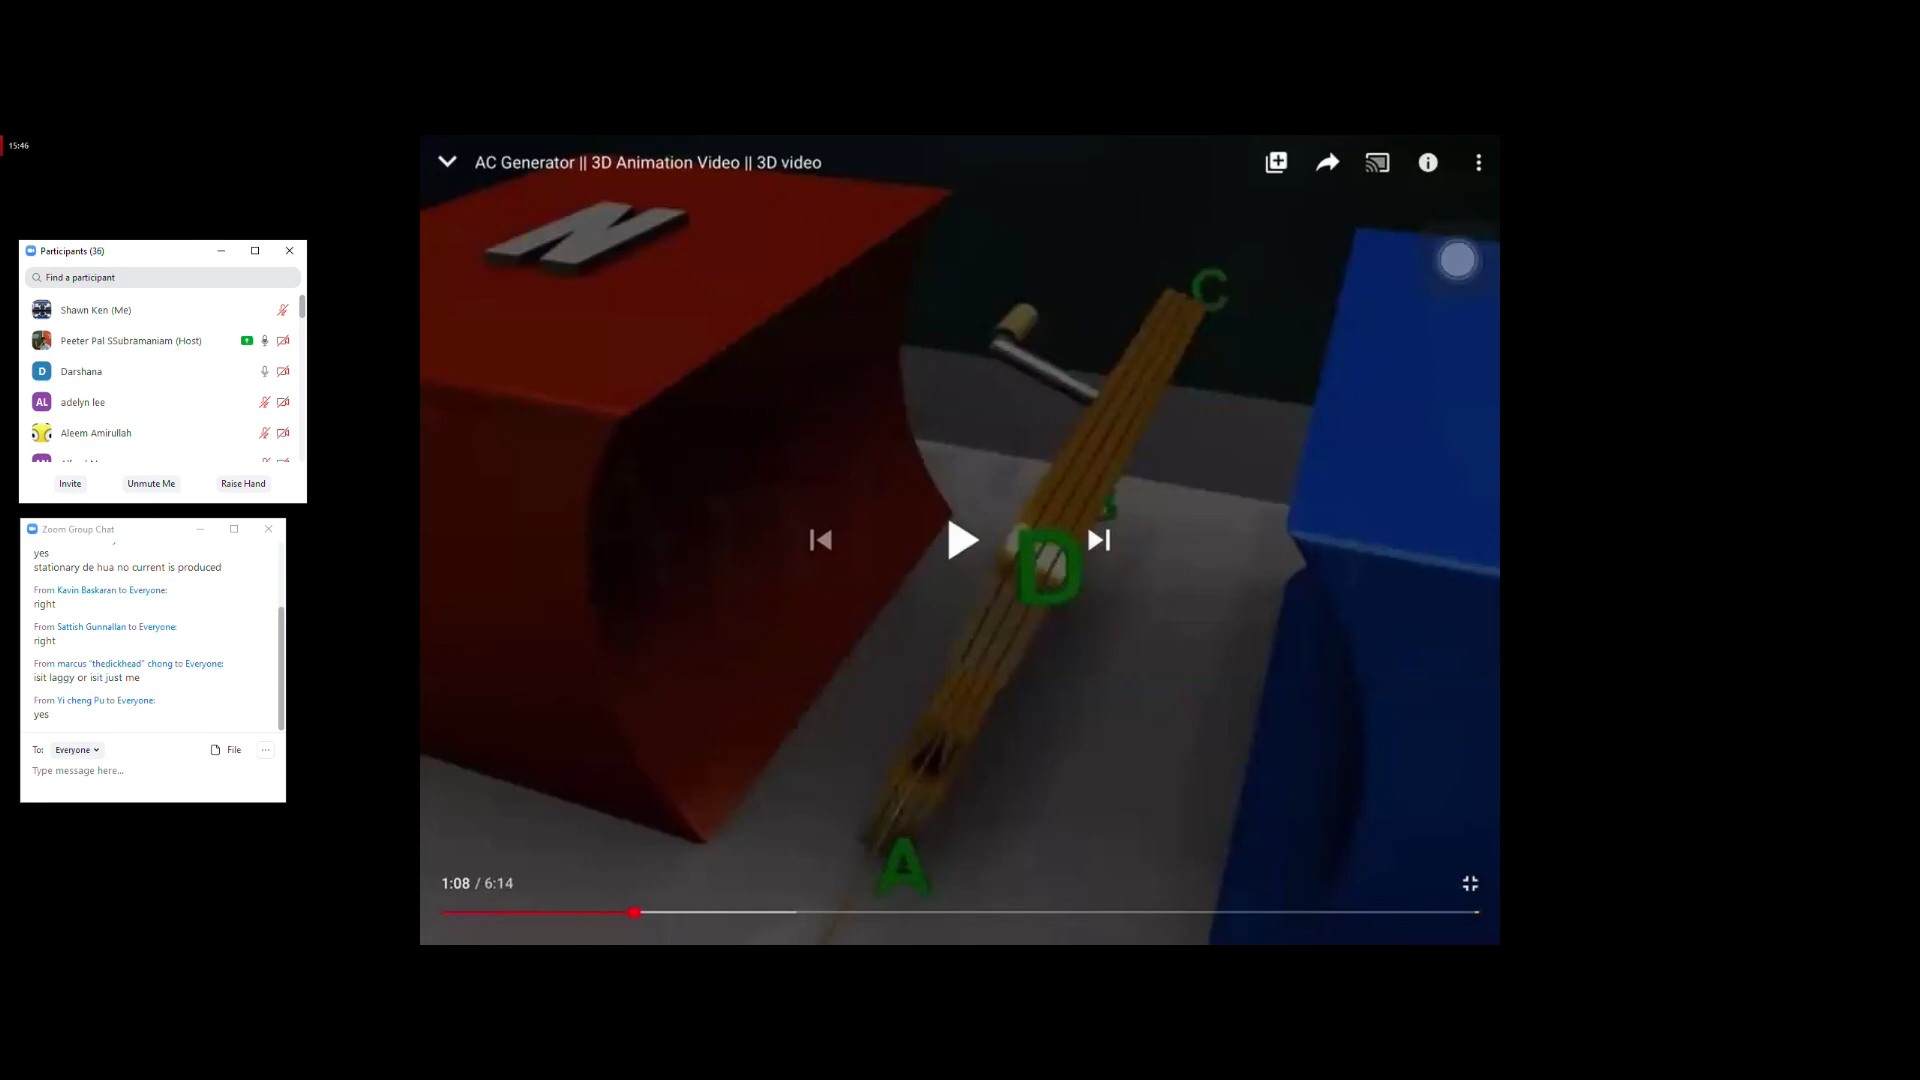 15:46
Participants (36)
Find a participant
Shawn Ken (Me)
Peeter Pal SSubramaniam (Host)
D Darshana
AL adelyn lee
Aleem Amirullah
Invite Unmute Me Raise Hand
Zoom Group Chat
yes
stationary de hua no current is produced
From Kavin Baskaran to Everyone:
right
From Sattish Gunnallan to Everyone:
right
From marcus "thedickhead" chong to Everyone:
isit laggy or isit just me
From Yi cheng Pu to Everyone:
yes
To: Everyone File
Type message here...
AC Generator || 3D Animation Video || 3D video
N
C
D
A
1:08 / 6:14